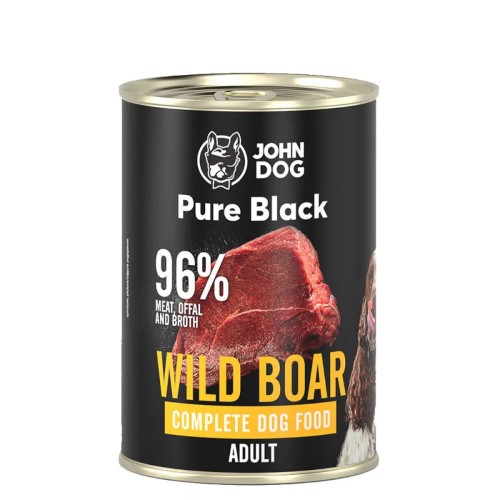 JOHN
DOG
Pure Black
96%
MEAT, OFFAL
AND BROTH
WILD BOAR
COMPLETE DOG FOOD
ADULT